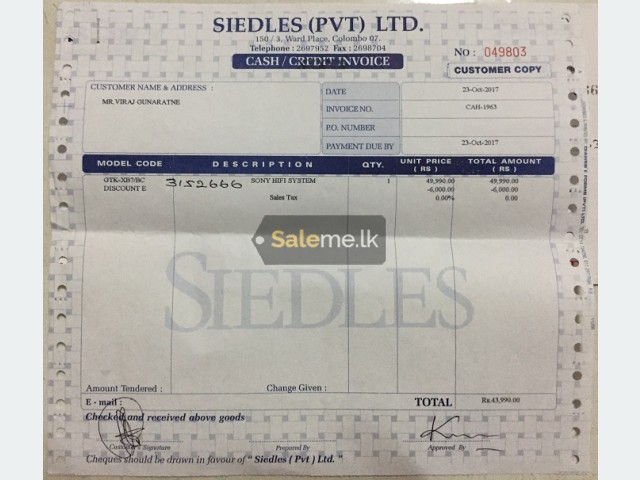 SIEDLES (PVT) LTD.
150 / 3. Ward Place, Colombo 07.
Telephone : 2697952 Fax : 2698704
CASH / CREDIT INVOICE
No : 049803
CUSTOMER COPY
CUSTOMER NAME & ADDRESS :
MR.VIRAJ GUNARATNE
DATE 23-Oct-2017
INVOICE NO. CAH-1963
P.O. NUMBER
PAYMENT DUE BY 23-Oct-2017
MODEL CODE DESCRIPTION QTY. UNIT PRICE ( RS ) TOTAL AMOUNT ( RS )
GTK-XB7/BC 3152666 SONY HIFI SYSTEM 1 49,990.00 49,990.00
DISCOUNT E -6,000.00 -6,000.00
Sales Tax 0.00% 0.00
Saleme.lk
SIEDLES
Amount Tendered : Change Given :
E - mail : TOTAL Rs.43,990.00
Checked and received above goods
Customer's Signature Prepared By Approved By
Cheques should be drawn in favour of " Siedles ( Pvt ) Ltd. "